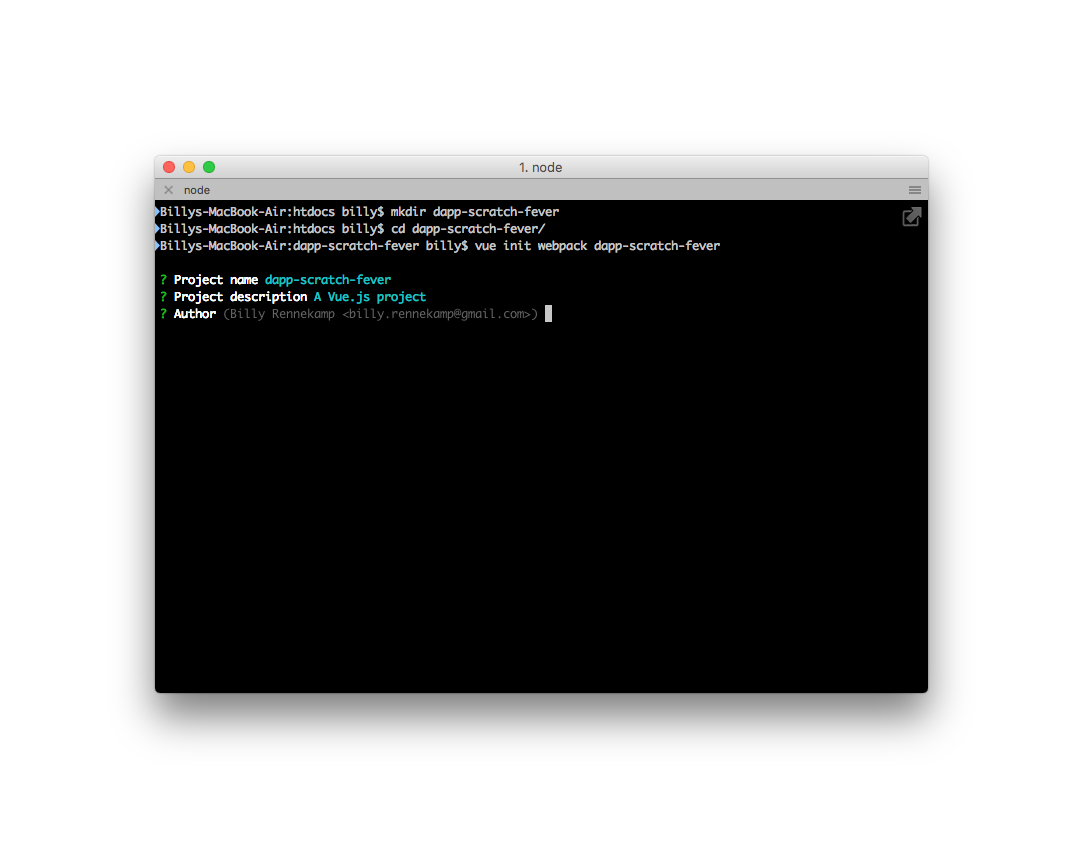 1. node
node
Billys-MacBook-Air:htdocs billy$ mkdir dapp-scratch-fever
Billys-MacBook-Air:htdocs billy$ cd dapp-scratch-fever/
Billys-MacBook-Air:dapp-scratch-fever billy$ vue init webpack dapp-scratch-fever
? Project name dapp-scratch-fever
? Project description A Vue.js project
? Author (Billy Rennekamp <billy.rennekamp@gmail.com>)